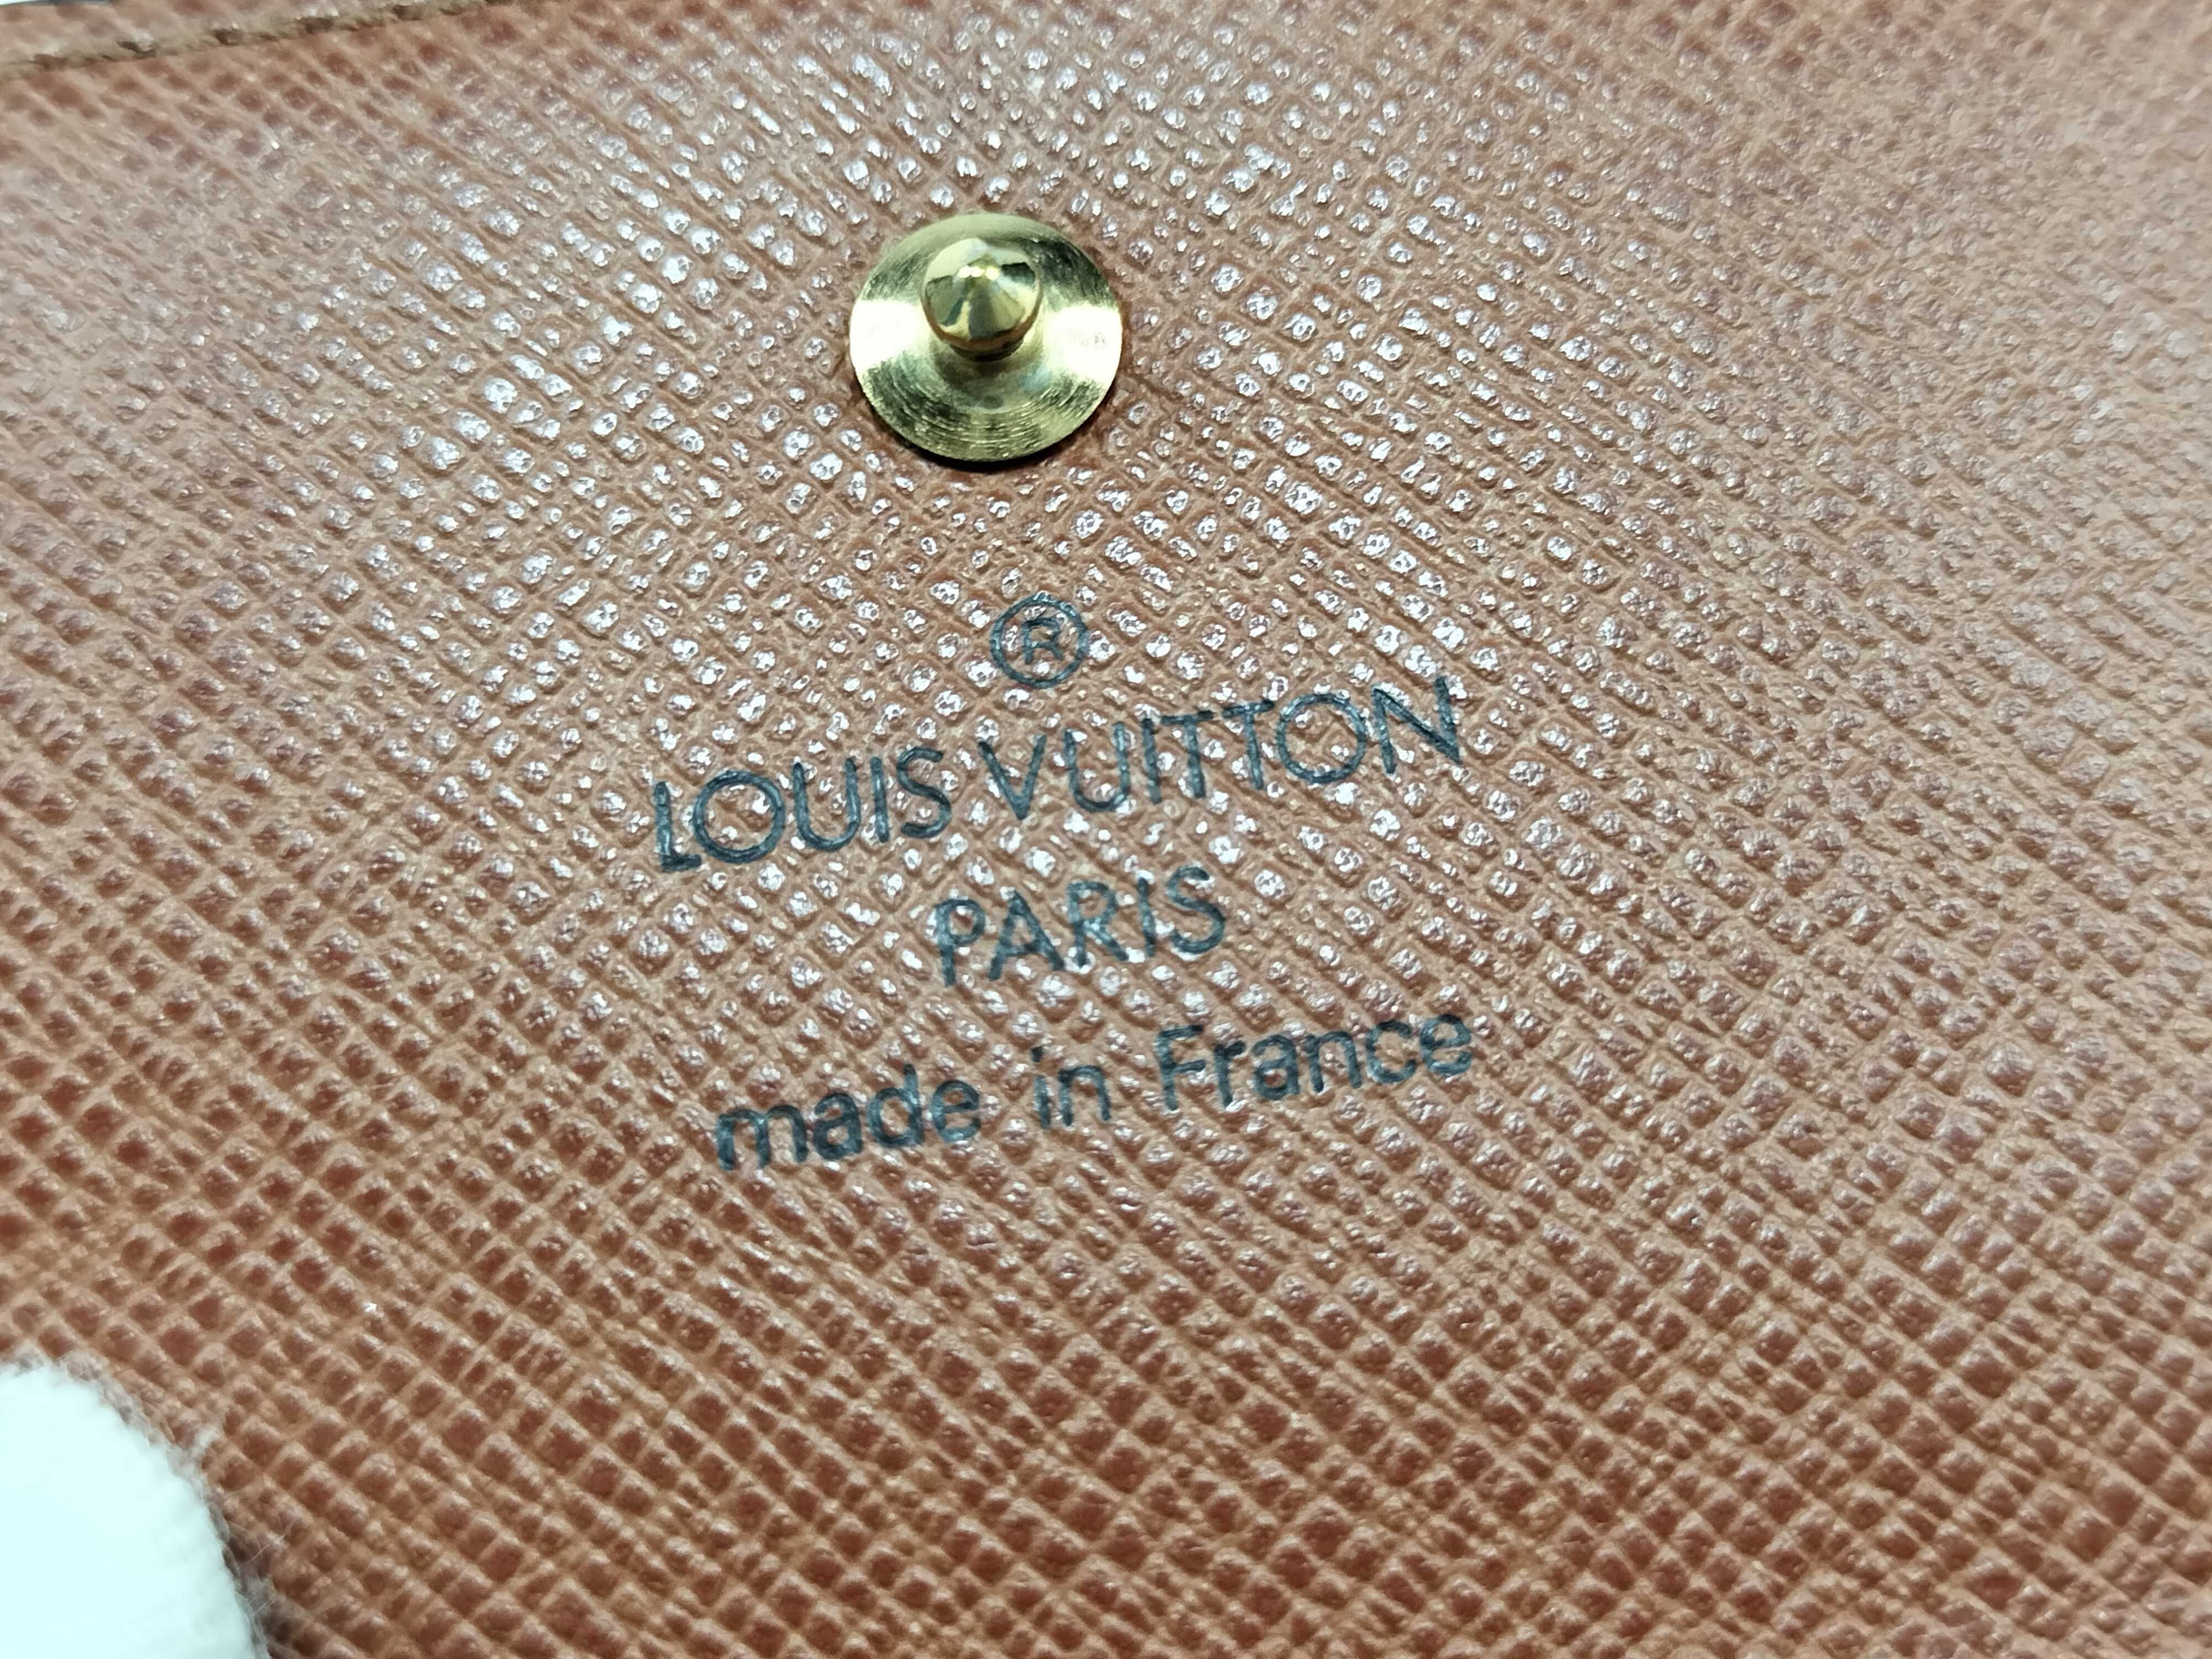 ®
LOUIS VUITTON
PARIS
made in France